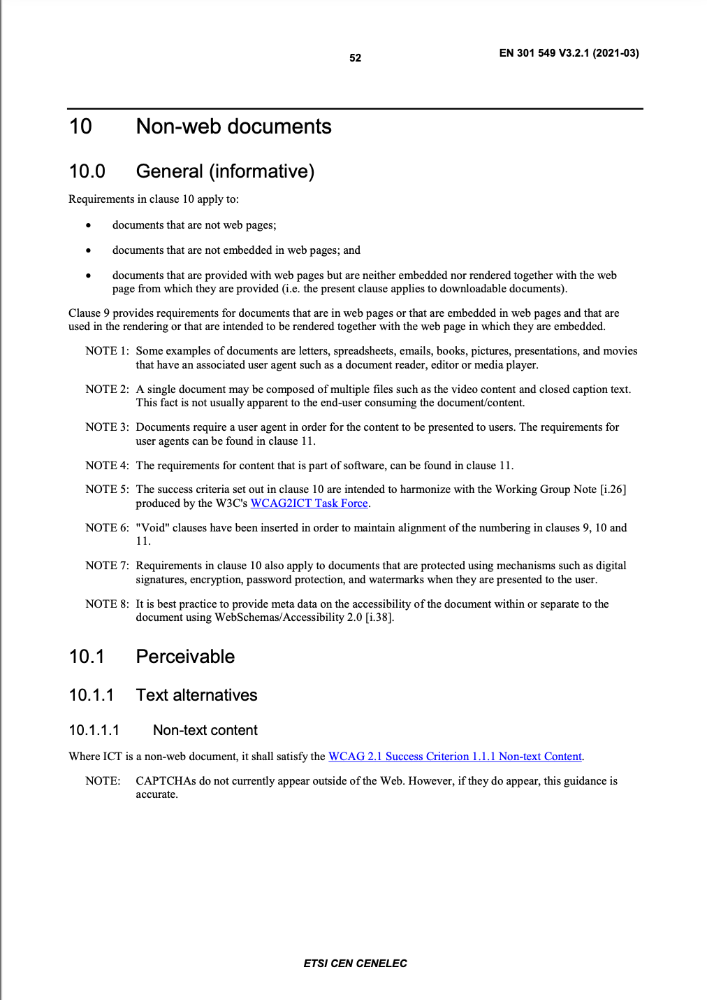 52
EN 301 549 V3.2.1 (2021-03)
10 Non-web documents
10.0 General (informative)
Requirements in clause 10 apply to:
• documents that are not web pages;
• documents that are not embedded in web pages; and
• documents that are provided with web pages but are neither embedded nor rendered together with the web
page from which they are provided (i.e. the present clause applies to downloadable documents).
Clause 9 provides requirements for documents that are in web pages or that are embedded in web pages and that are
used in the rendering or that are intended to be rendered together with the web page in which they are embedded.
NOTE 1: Some examples of documents are letters, spreadsheets, emails, books, pictures, presentations, and movies
that have an associated user agent such as a document reader, editor or media player.
NOTE 2: A single document may be composed of multiple files such as the video content and closed caption text.
This fact is not usually apparent to the end-user consuming the document/content.
NOTE 3: Documents require a user agent in order for the content to be presented to users. The requirements for
user agents can be found in clause 11.
NOTE 4: The requirements for content that is part of software, can be found in clause 11.
NOTE 5: The success criteria set out in clause 10 are intended to harmonize with the Working Group Note [i.26]
produced by the W3C's WCAG2ICT Task Force.
NOTE 6: "Void" clauses have been inserted in order to maintain alignment of the numbering in clauses 9, 10 and
11.
NOTE 7: Requirements in clause 10 also apply to documents that are protected using mechanisms such as digital
signatures, encryption, password protection, and watermarks when they are presented to the user.
NOTE 8: It is best practice to provide meta data on the accessibility of the document within or separate to the
document using WebSchemas/Accessibility 2.0 [i.38].
10.1 Perceivable
10.1.1 Text alternatives
10.1.1.1 Non-text content
Where ICT is a non-web document, it shall satisfy the WCAG 2.1 Success Criterion 1.1.1 Non-text Content.
NOTE: CAPTCHAs do not currently appear outside of the Web. However, if they do appear, this guidance is
accurate.
ETSI CEN CENELEC